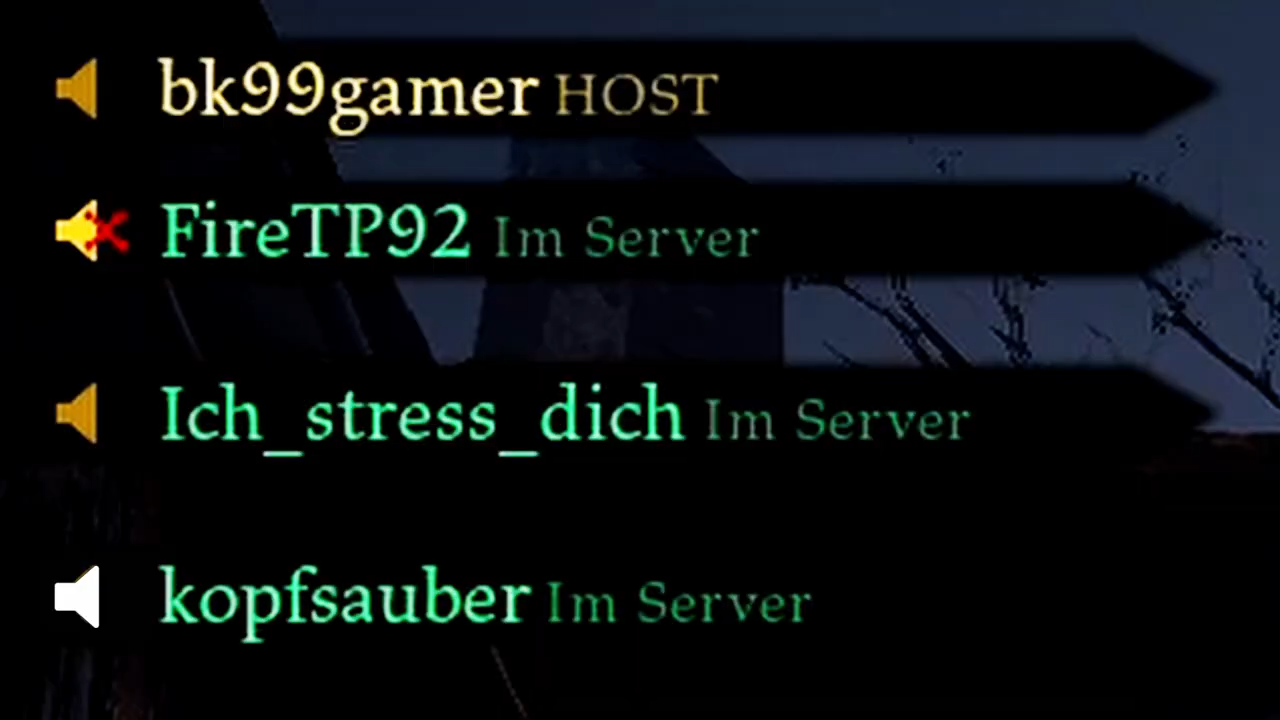 bk99gamer HOST
FireTP92 Im Server
Ich_stress_dich Im Server
kopfsauber Im Server